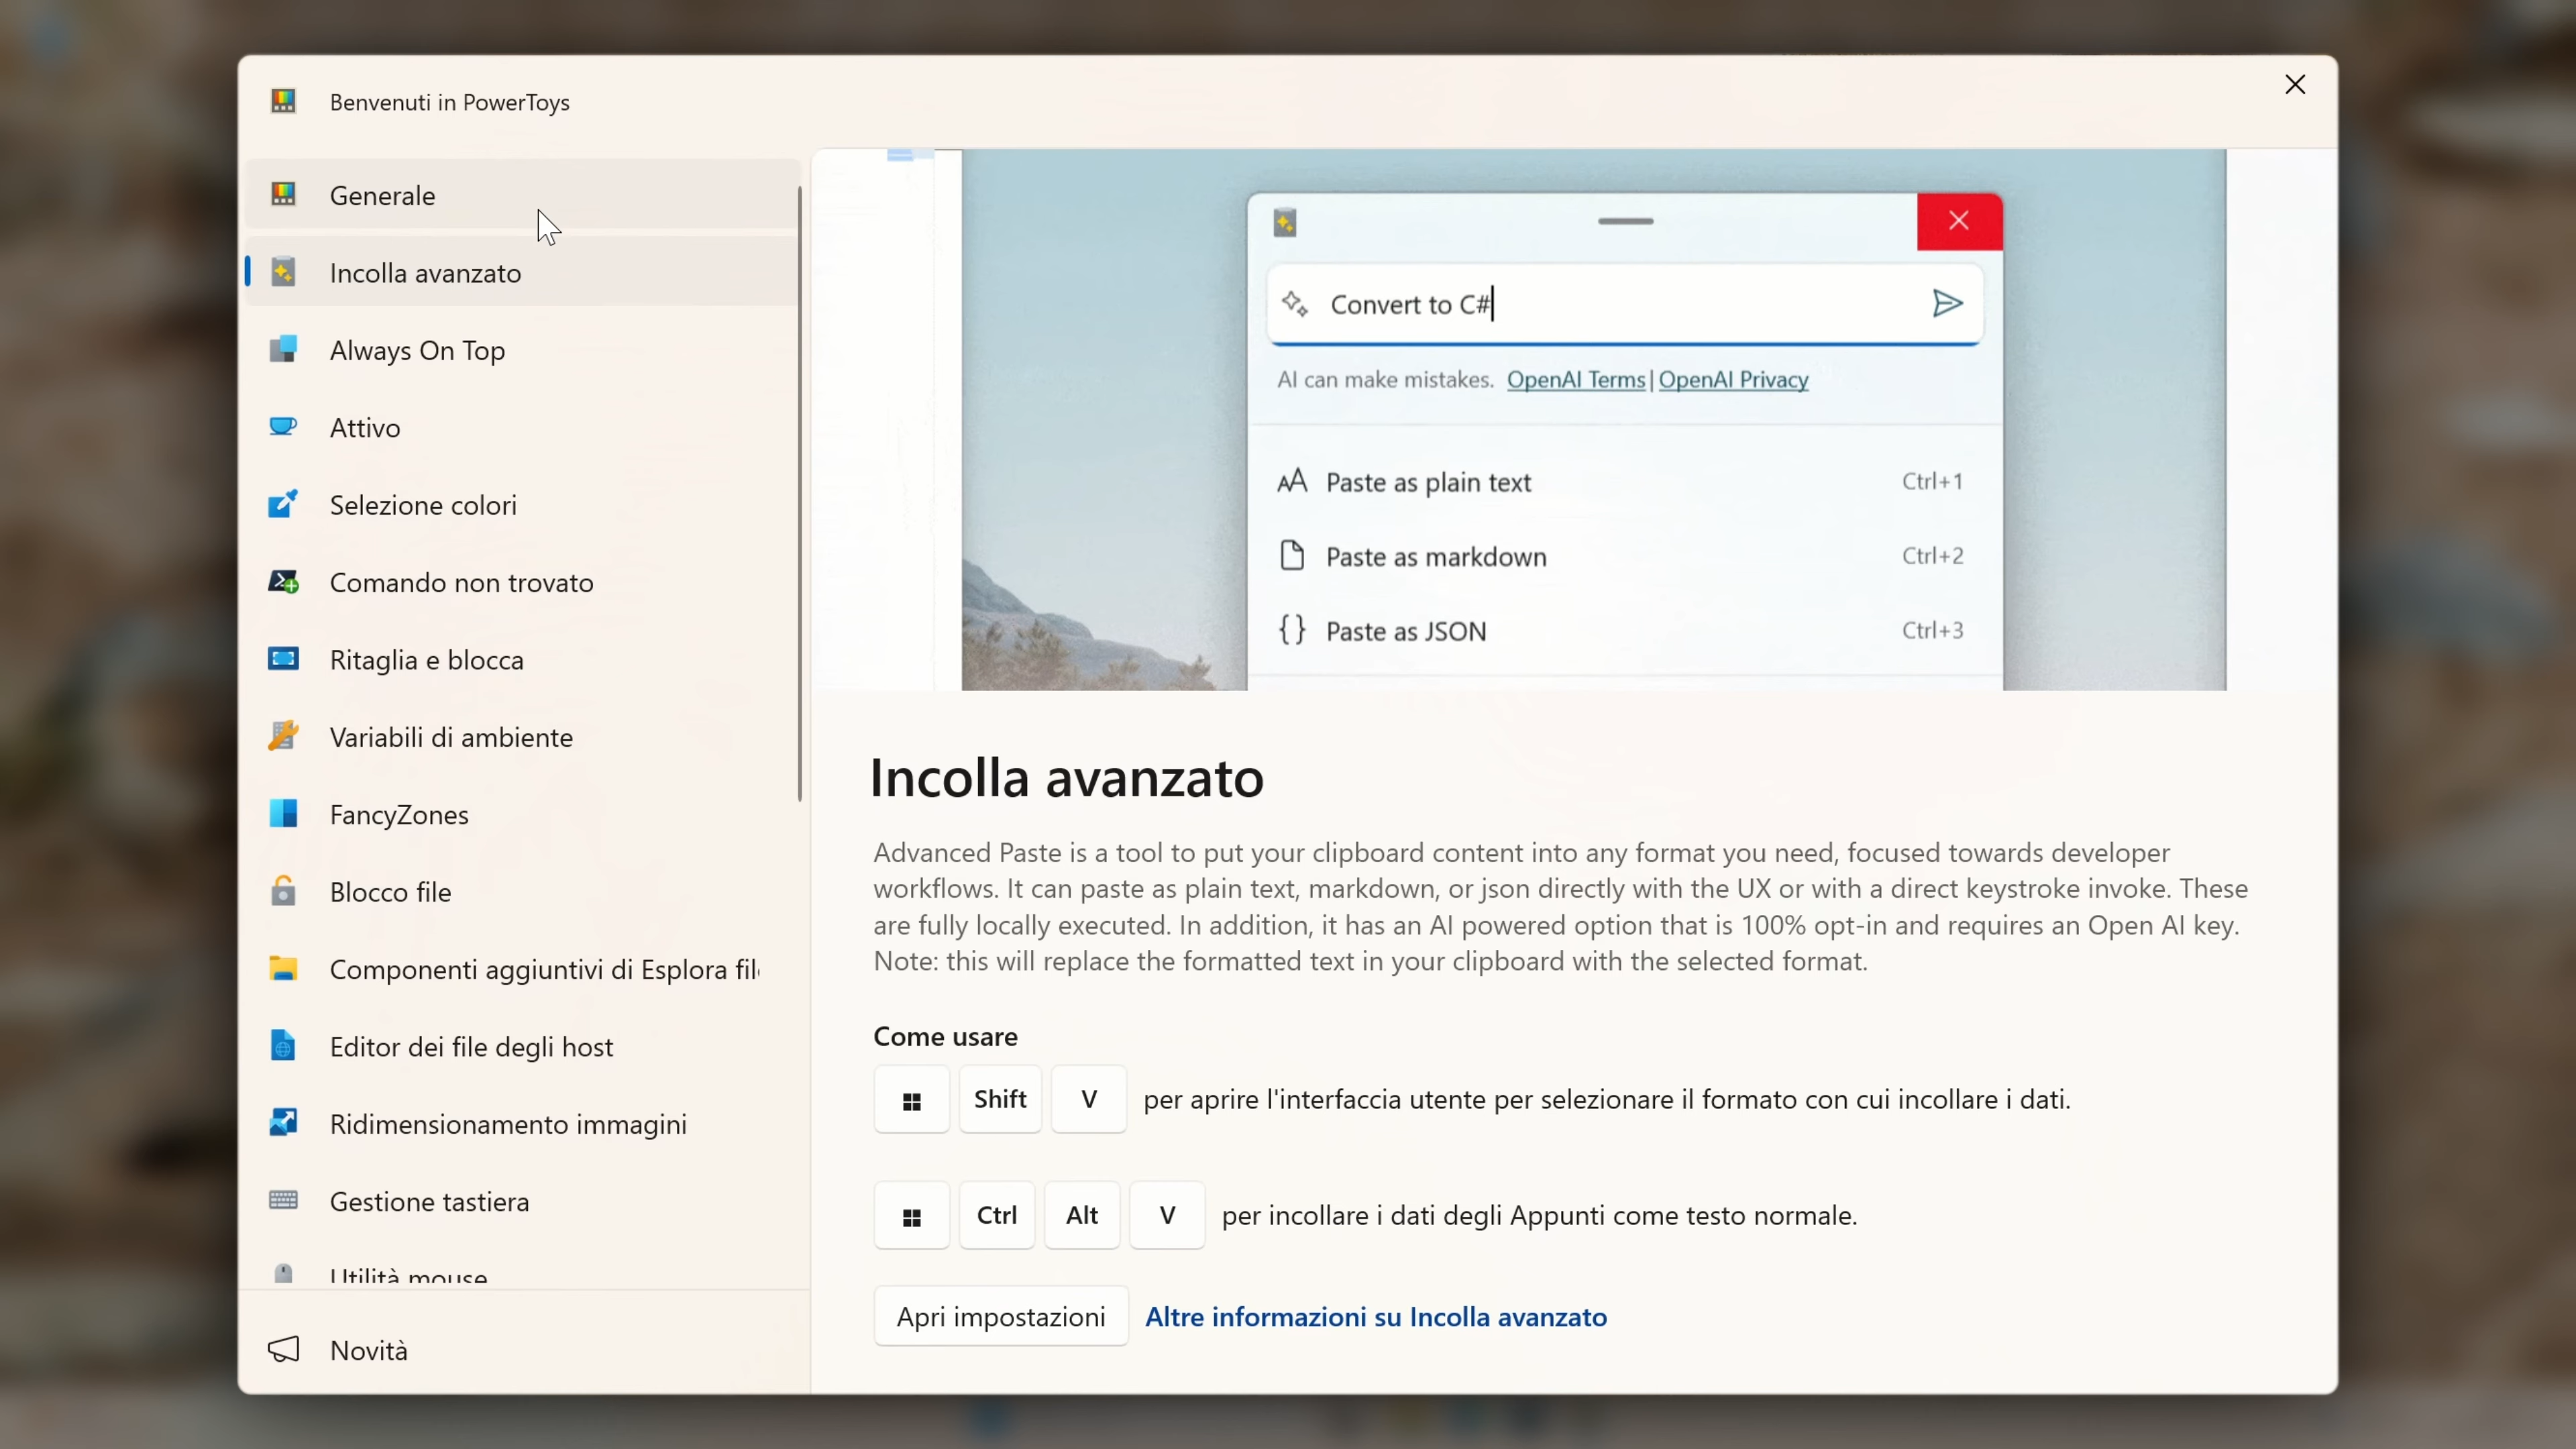 Benvenuti in PowerToys
Generale
Incolla avanzato
Always On Top
Attivo
Selezione colori
Comando non trovato
Ritaglia e blocca
Variabili di ambiente
FancyZones
Blocco file
Componenti aggiuntivi di Esplora file
Editor dei file degli host
Ridimensionamento immagini
Gestione tastiera
Utilità mouse
Novità
Convert to C#
AI can make mistakes. OpenAI Terms | OpenAI Privacy
Paste as plain text Ctrl+1
Paste as markdown Ctrl+2
{} Paste as JSON Ctrl+3
Incolla avanzato
Advanced Paste is a tool to put your clipboard content into any format you need, focused towards developer
workflows. It can paste as plain text, markdown, or json directly with the UX or with a direct keystroke invoke. These
are fully locally executed. In addition, it has an AI powered option that is 100% opt-in and requires an Open AI key.
Note: this will replace the formatted text in your clipboard with the selected format.
Come usare
Shift V per aprire l'interfaccia utente per selezionare il formato con cui incollare i dati.
Ctrl Alt V per incollare i dati degli Appunti come testo normale.
Apri impostazioni Altre informazioni su Incolla avanzato